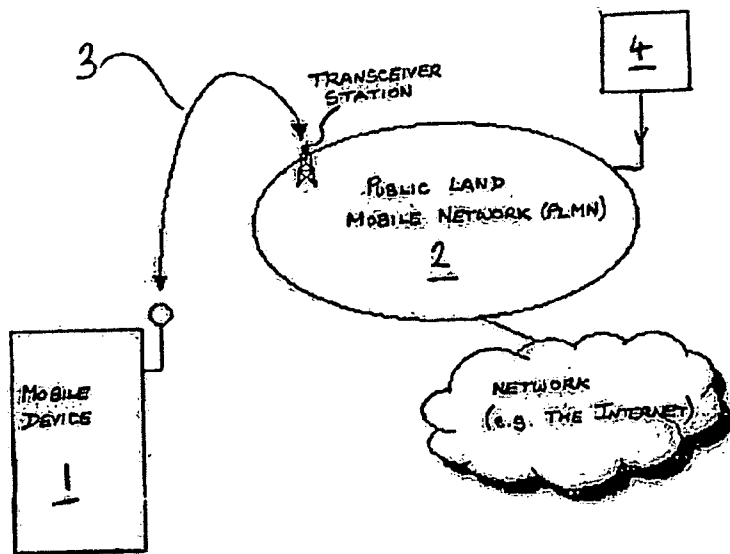 3
TRANSCEIVER
STATION
4
PUBLIC LAND
MOBILE NETWORK (PLMN)
2
MOBILE
DEVICE
1
NETWORK
(e.g. THE INTERNET)